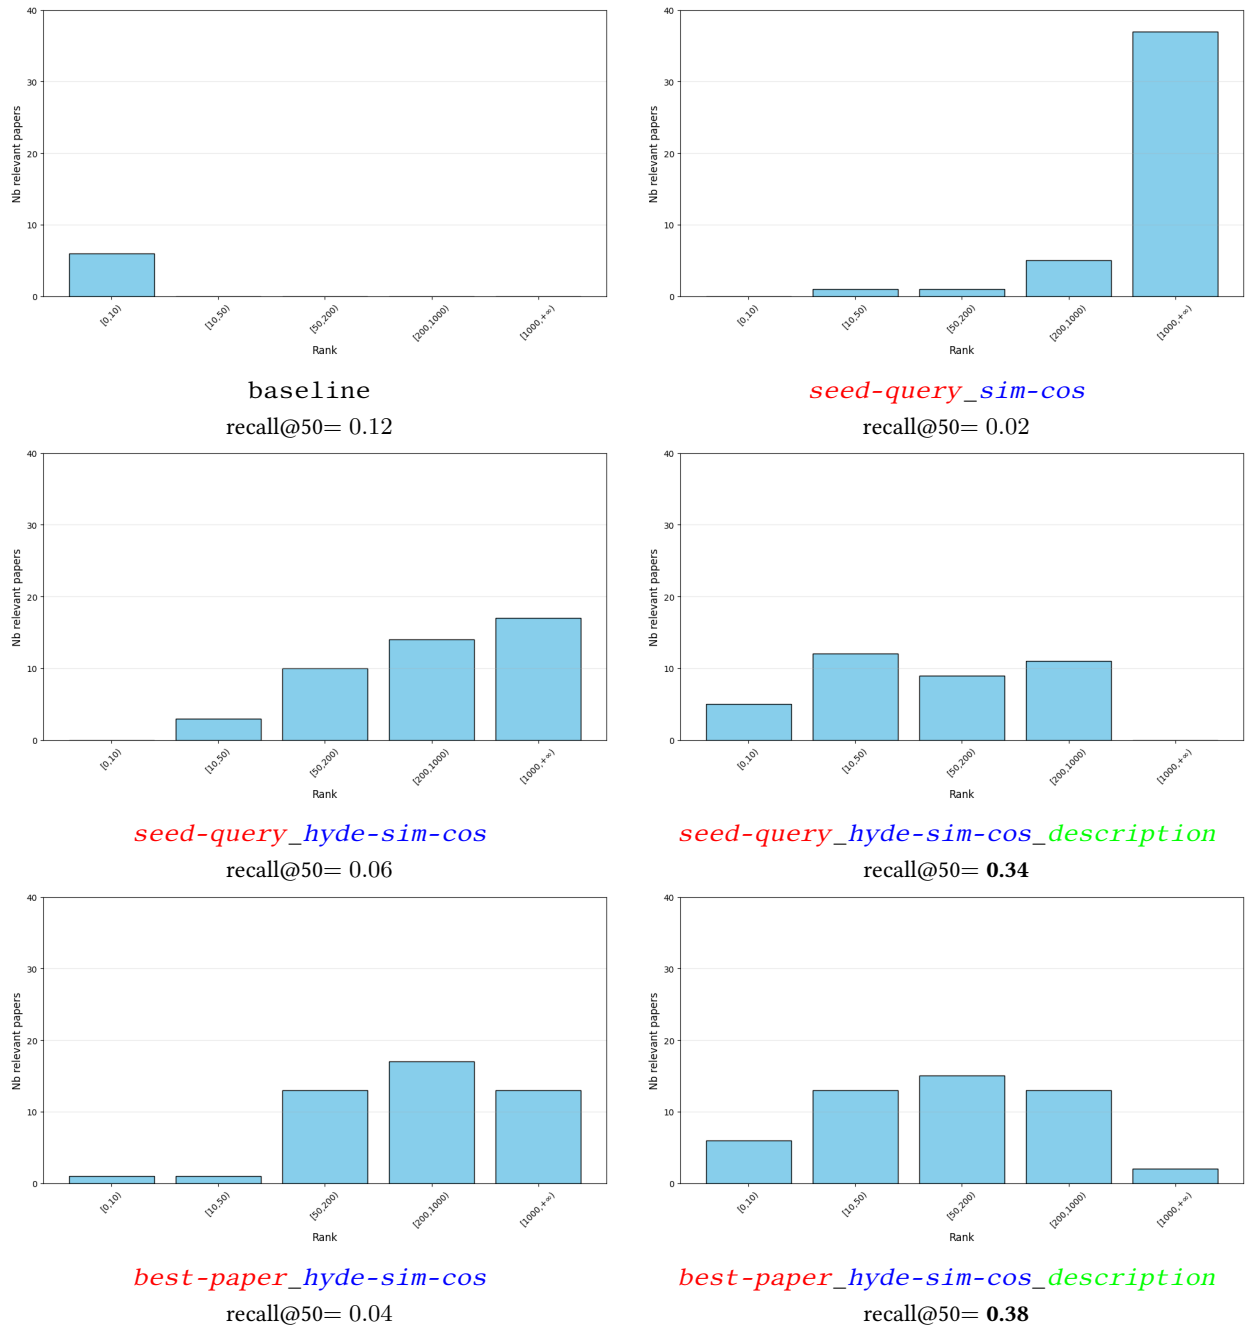 40
30
20
10
0
Nb relevant papers
[0,10)
[10,50)
[50,200)
[200,1000)
[1000,+∞)
Rank
baseline
recall@50= 0.12
40
30
20
10
0
Nb relevant papers
[0,10)
[10,50)
[50,200)
[200,1000)
[1000,+∞)
Rank
seed-query_sim-cos
recall@50= 0.02
40
30
20
10
0
Nb relevant papers
[0,10)
[10,50)
[50,200)
[200,1000)
[1000,+∞)
Rank
seed-query_hyde-sim-cos
recall@50= 0.06
40
30
20
10
0
Nb relevant papers
[0,10)
[10,50)
[50,200)
[200,1000)
[1000,+∞)
Rank
seed-query_hyde-sim-cos_description
recall@50= 0.34
40
30
20
10
0
Nb relevant papers
[0,10)
[10,50)
[50,200)
[200,1000)
[1000,+∞)
Rank
best-paper_hyde-sim-cos
recall@50= 0.04
40
30
20
10
0
Nb relevant papers
[0,10)
[10,50)
[50,200)
[200,1000)
[1000,+∞)
Rank
best-paper_hyde-sim-cos_description
recall@50= 0.38